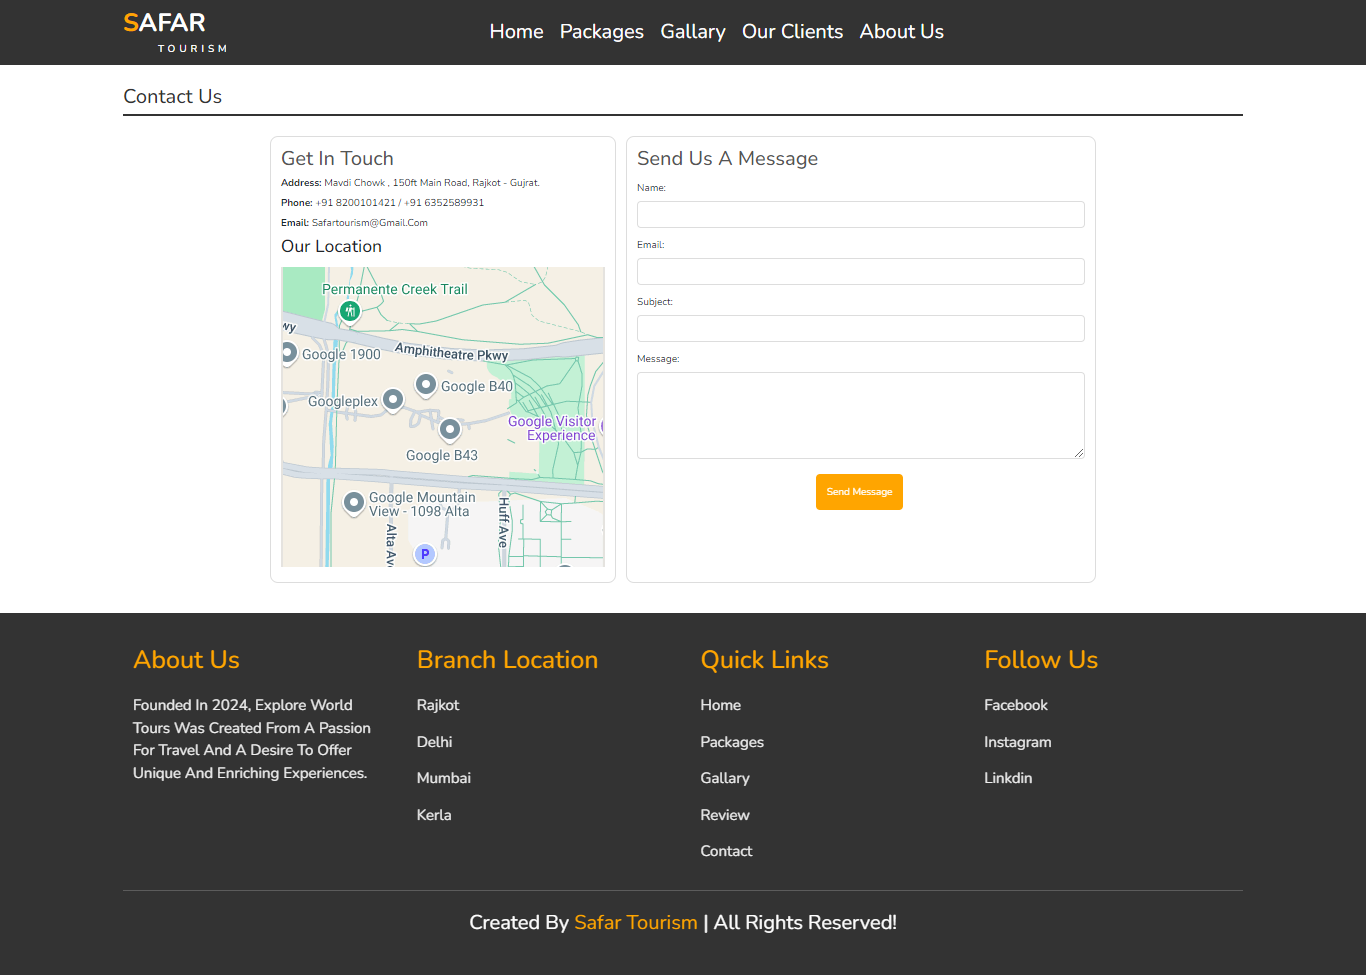 SAFAR
TOURISM
Home Packages Gallary Our Clients About Us
Contact Us
Get In Touch
Address: Mavdi Chowk , 150ft Main Road, Rajkot - Gujrat.
Phone: +91 8200101421 / +91 6352589931
Email: Safartourism@Gmail.Com
Our Location
Permanente Creek Trail
wy
Amphitheatre Pkwy
Google 1900
Google B40
Googleplex
Google Visitor
Experience
Google B43
Google Mountain
View - 1098 Alta
Huff Ave
Alta Av
P
Send Us A Message
Name:
Email:
Subject:
Message:
Send Message
About Us
Founded In 2024, Explore World
Tours Was Created From A Passion
For Travel And A Desire To Offer
Unique And Enriching Experiences.
Branch Location
Rajkot
Delhi
Mumbai
Kerla
Quick Links
Home
Packages
Gallary
Review
Contact
Follow Us
Facebook
Instagram
Linkdin
Created By Safar Tourism | All Rights Reserved!